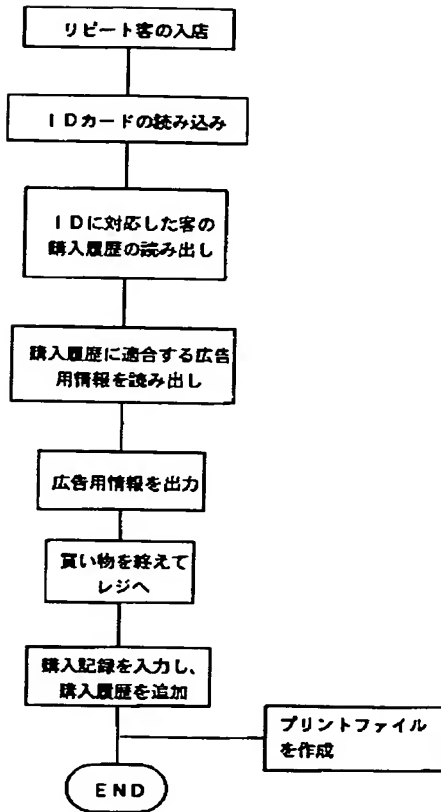 リピート客の入店
IDカードの読み込み
IDに対応した客の
購入履歴の読み出し
購入履歴に適合する広告
用情報を読み出し
広告用情報を出力
買い物を終えて
レジへ
購入記録を入力し、
購入履歴を追加
プリントファイル
を作成
END